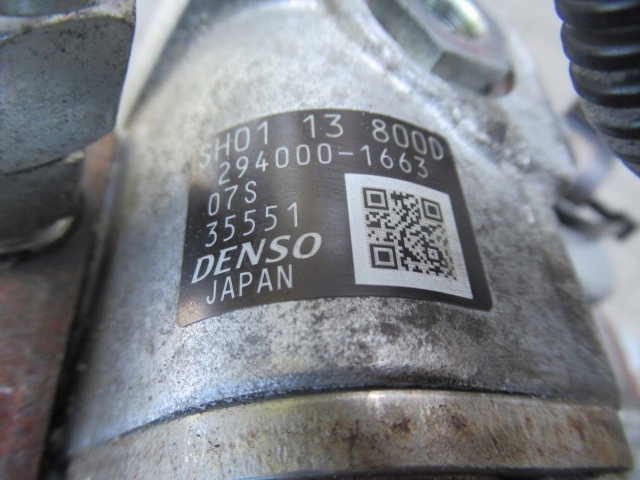 SH01 13 800D
294000-1663
07S
35551
DENSO
JAPAN